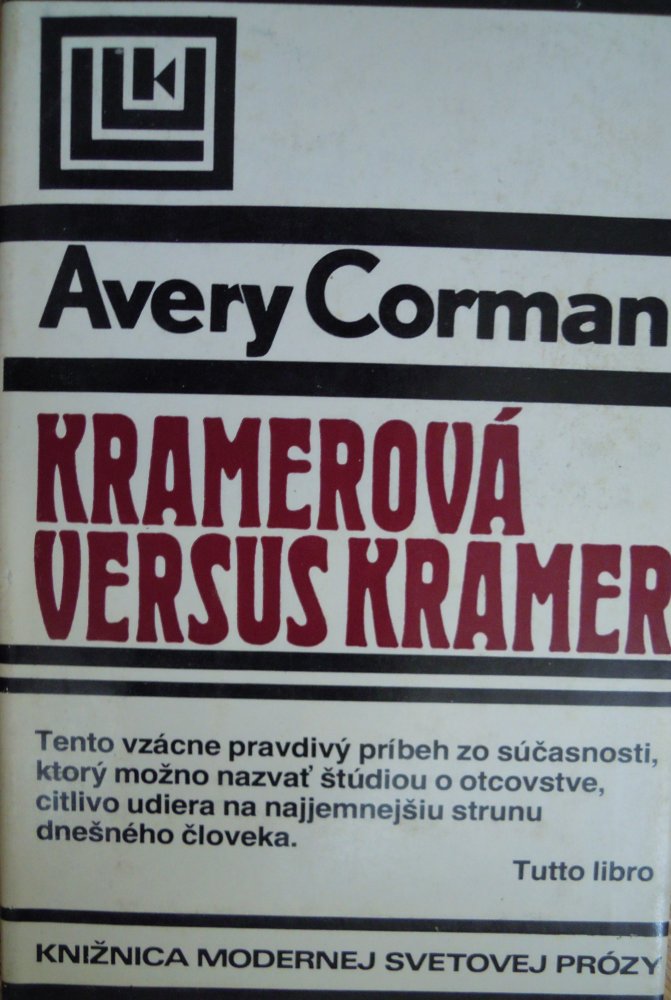 Avery Corman
KRAMEROVÁ
VERSUS KRAMER
Tento vzácne pravdivý príbeh zo súčasnosti,
ktorý možno nazvať štúdiou o otcovstve,
citlivo udiera na najjemnejšiu strunu
dnešného človeka.
Tutto libro
KNIŽNICA MODERNEJ SVETOVEJ PRÓZY